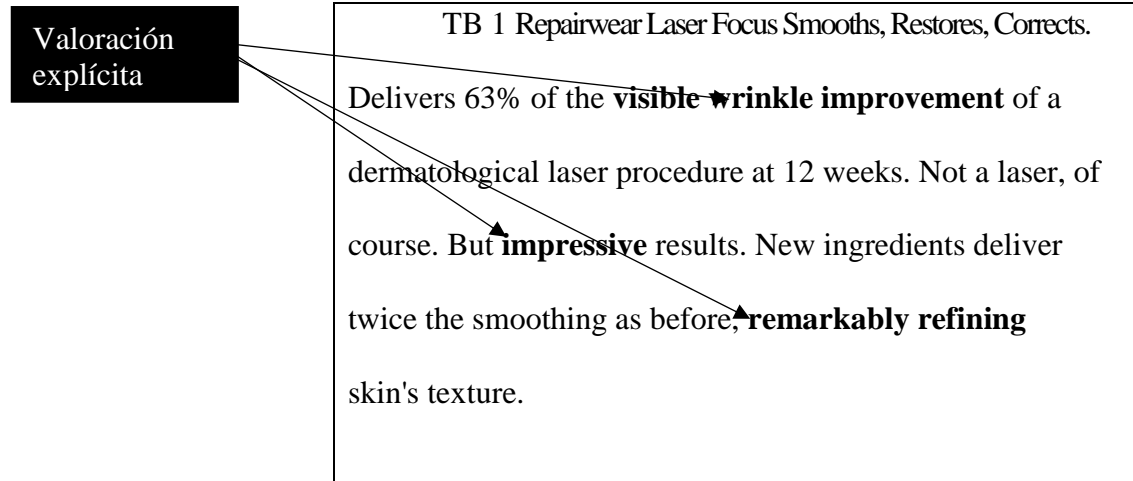 Valoración
explícita
TB 1 Repairwear Laser Focus Smooths, Restores, Corrects.
Delivers 63% of the visible wrinkle improvement of a
dermatological laser procedure at 12 weeks. Not a laser, of
course. But impressive results. New ingredients deliver
twice the smoothing as before, remarkably refining
skin's texture.